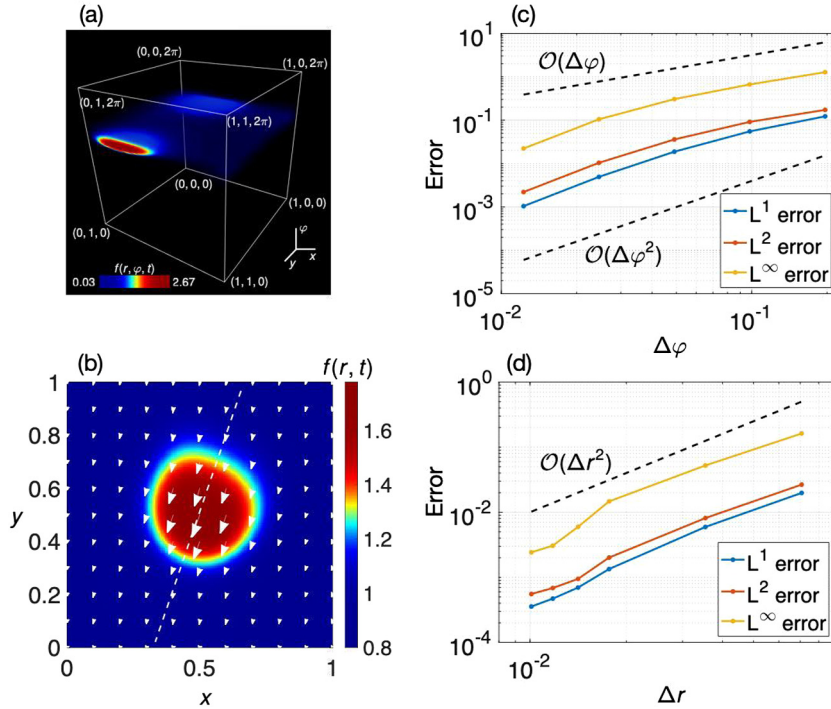 (a)
(0, 0, 2π)
(1, 0, 2π)
(0, 1, 2π)
(1, 1, 2π)
(0, 0, 0)
(1, 0, 0)
(0, 1, 0)
φ
y
x
f(r, φ, t)
0.03
2.67
(1, 1, 0)
(c)
10¹
10⁻¹
10⁻³
10⁻⁵
Error
O(Δφ)
O(Δφ²)
L¹ error
L² error
L∞ error
10⁻²
10⁻¹
Δφ
(b)
f(r, t)
1
0.8
0.6
0.4
0.2
0
y
0
0.5
1
x
1.6
1.4
1.2
1
0.8
(d)
10⁰
10⁻²
10⁻⁴
Error
O(Δr²)
L¹ error
L² error
L∞ error
10⁻²
Δr